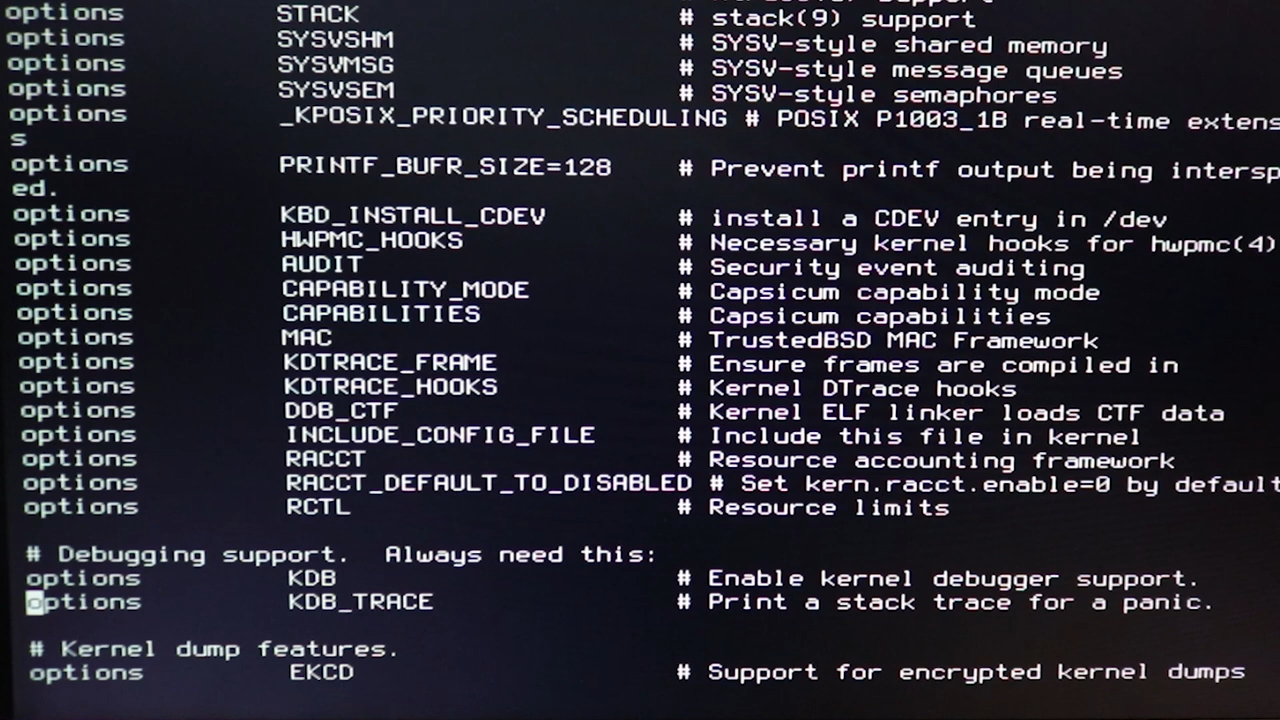 options STACK # stack(9) support
options SYSVSHM # SYSV-style shared memory
options SYSVMSG # SYSV-style message queues
options SYSVSEM # SYSV-style semaphores
options _KPOSIX_PRIORITY_SCHEDULING # POSIX P1003_1B real-time extens
s
options PRINTF_BUFR_SIZE=128 # Prevent printf output being intersp
ed.
options KBD_INSTALL_CDEV # install a CDEV entry in /dev
options HWPMC_HOOKS # Necessary kernel hooks for hwpmc(4)
options AUDIT # Security event auditing
options CAPABILITY_MODE # Capsicum capability mode
options CAPABILITIES # Capsicum capabilities
options MAC # TrustedBSD MAC Framework
options KDTRACE_FRAME # Ensure frames are compiled in
options KDTRACE_HOOKS # Kernel DTrace hooks
options DDB_CTF # Kernel ELF linker loads CTF data
options INCLUDE_CONFIG_FILE # Include this file in kernel
options RACCT # Resource accounting framework
options RACCT_DEFAULT_TO_DISABLED # Set kern.racct.enable=0 by default
options RCTL # Resource limits
# Debugging support. Always need this:
options KDB # Enable kernel debugger support.
options KDB_TRACE # Print a stack trace for a panic.
# Kernel dump features.
options EKCD # Support for encrypted kernel dumps